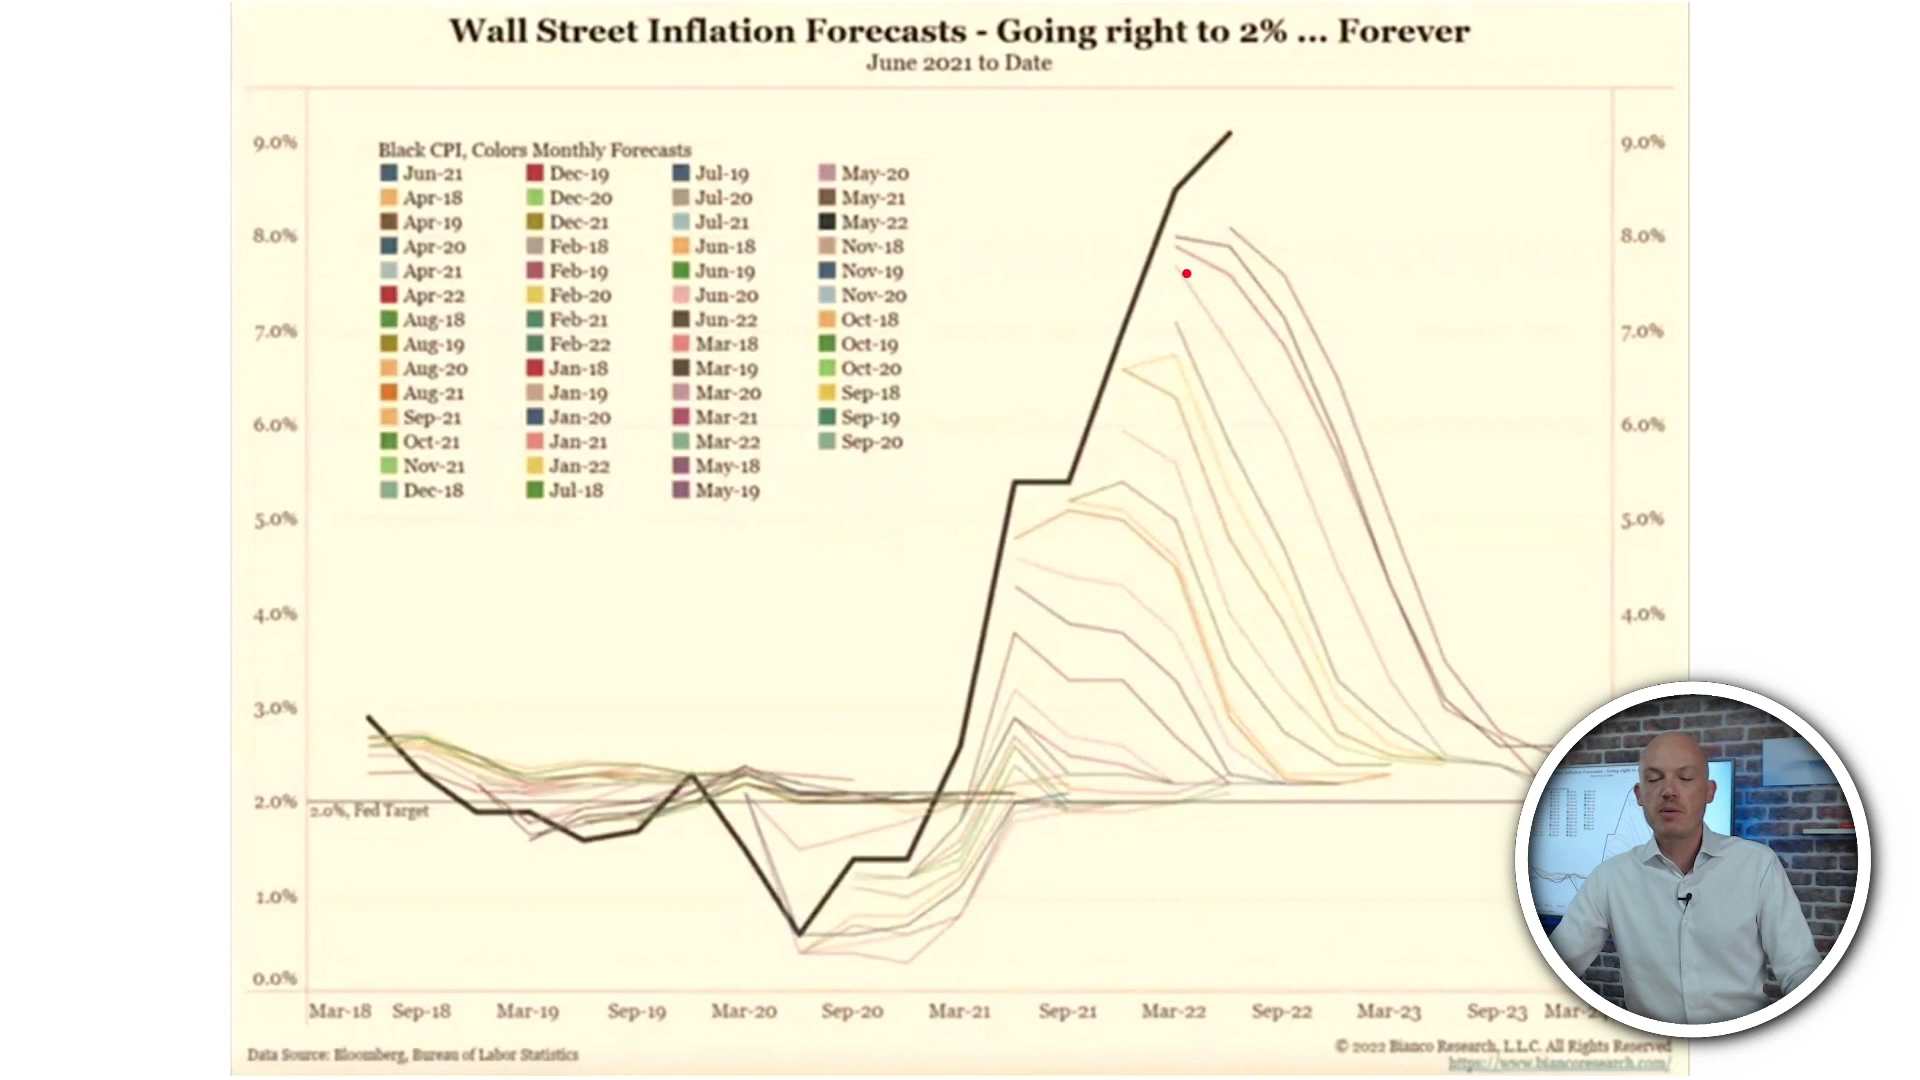 Wall Street Inflation Forecasts - Going right to 2% ... Forever
June 2021 to Date
Black CPI, Colors Monthly Forecasts
Jun-21 Dec-19 Jul-19 May-20
Apr-18 Dec-20 Jul-20 May-21
Apr-19 Dec-21 Jul-21 May-22
Apr-20 Feb-18 Jun-18 Nov-18
Apr-21 Feb-19 Jun-19 Nov-19
Apr-22 Feb-20 Jun-20 Nov-20
Aug-18 Feb-21 Jun-22 Oct-18
Aug-19 Feb-22 Mar-18 Oct-19
Aug-20 Jan-18 Mar-19 Oct-20
Aug-21 Jan-19 Mar-20 Sep-18
Sep-21 Jan-20 Mar-21 Sep-19
Oct-21 Jan-21 Mar-22 Sep-20
Nov-21 Jan-22 May-18
Dec-18 Jul-18 May-19
9.0% 9.0%
8.0% 8.0%
7.0% 7.0%
6.0% 6.0%
5.0% 5.0%
4.0% 4.0%
3.0%
2.0%
2.0%, Fed Target
1.0%
0.0%
Mar-18 Sep-18 Mar-19 Sep-19 Mar-20 Sep-20 Mar-21 Sep-21 Mar-22 Sep-22 Mar-23 Sep-23
Data Source: Bloomberg, Bureau of Labor Statistics
© 2022 Bianco Research, L.L.C. All Rights Reserved
https://www.biancoresearch.com/